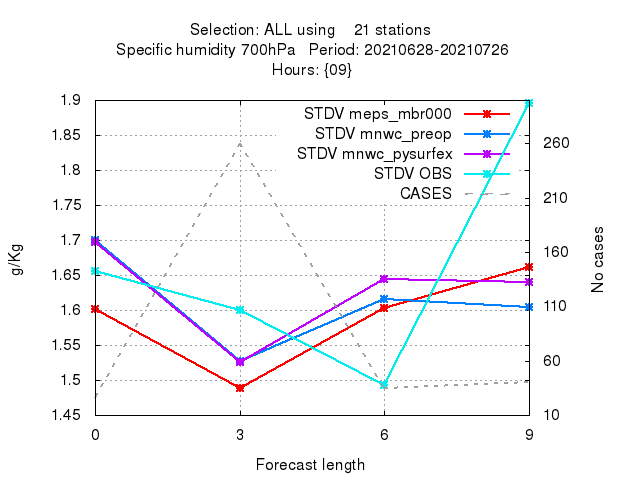 Selection: ALL using    21 stations
Specific humidity 700hPa   Period: 20210628-20210726
Hours: {09}
STDV meps_mbr000
STDV mnwc_preop
STDV mnwc_pysurfex
STDV OBS
CASES
1.9
1.85
1.8
1.75
1.7
1.65
1.6
1.55
1.5
1.45
g/Kg
260
210
160
110
60
10
No cases
0
3
6
9
Forecast length